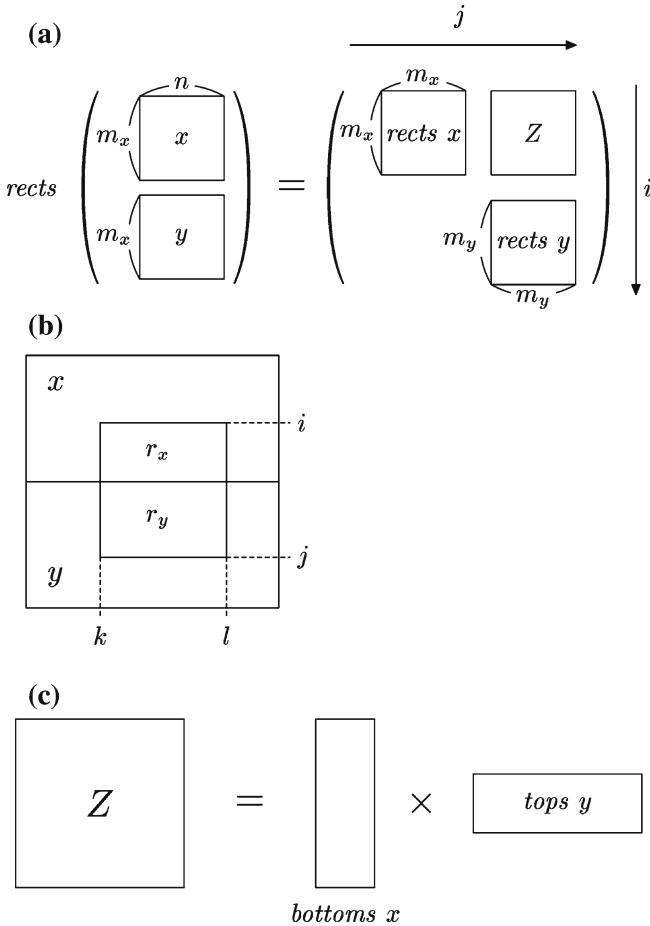 (a)
j
rects ( m_x n x m_x y ) = ( m_x m_x rects x Z m_y rects y m_y ) i
(b)
x
r_x i
r_y
y j
k l
(c)
Z = × tops y
bottoms x